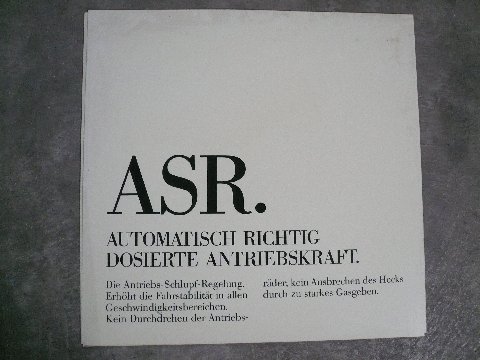 ASR.
AUTOMATISCH RICHTIG
DOSIERTE ANTRIEBSKRAFT.
Die Antriebs-Schlupf-Regelung.
Erhöht die Fahrstabilität in allen
Geschwindigkeitsbereichen.
Kein Durchdrehen der Antriebs-
räder, kein Ausbrechen des Hecks
durch zu starkes Gasgeben.